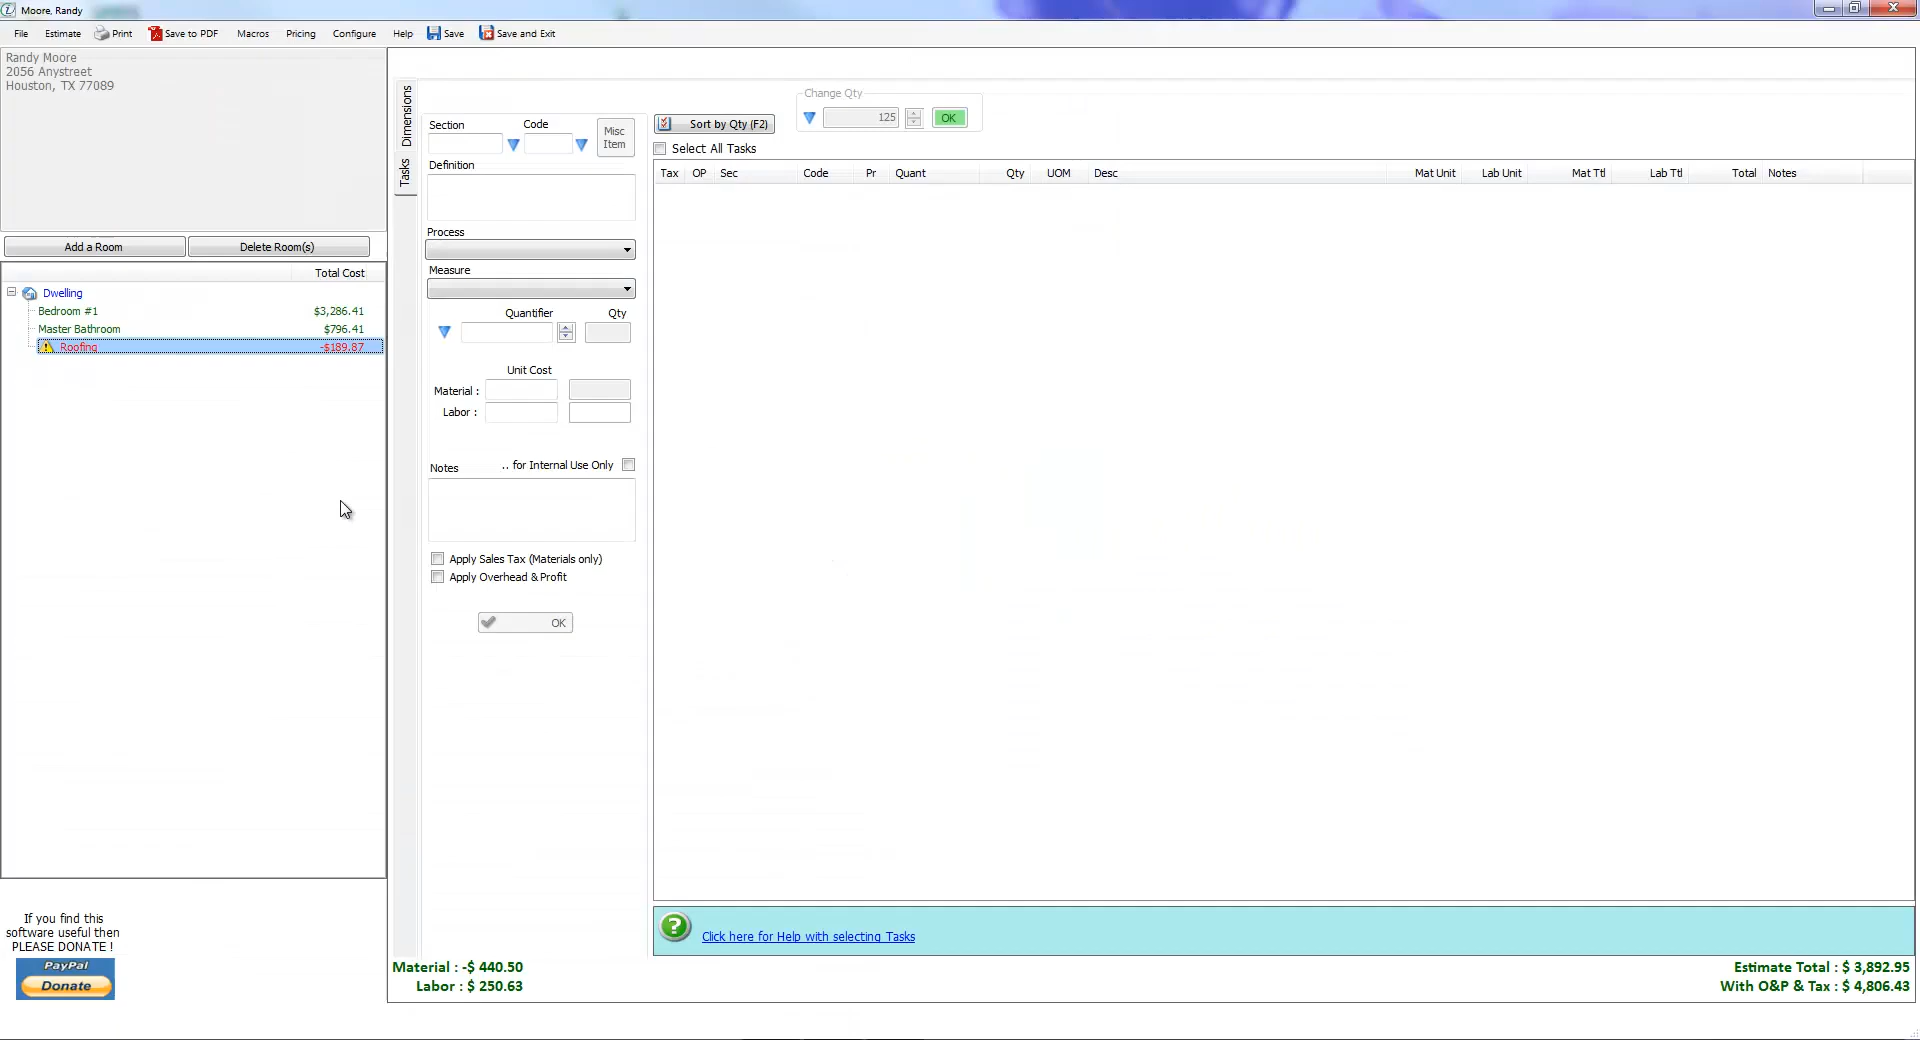 Moore, Randy
File Estimate Print Save to PDF Macros Pricing Configure Help Save Save and Exit
Randy Moore
2056 Anystreet
Houston, TX 77089
Add a Room Delete Room(s)
Total Cost
Dwelling
Bedroom #1 $3,286.41
Master Bathroom $796.41
Roofing -$189.87
If you find this
software useful then
PLEASE DONATE !
PayPal
Donate
Dimensions
Tasks
Section Code
Misc
Item
Definition
Process
Measure
Quantifier Qty
Unit Cost
Material :
Labor :
Notes .. for Internal Use Only
Apply Sales Tax (Materials only)
Apply Overhead & Profit
OK
Sort by Qty (F2)
Change Qty
125 OK
Select All Tasks
Tax OP Sec Code Pr Quant Qty UOM Desc Mat Unit Lab Unit Mat Ttl Lab Ttl Total Notes
? Click here for Help with selecting Tasks
Material : -$ 440.50
Labor : $ 250.63
Estimate Total : $ 3,892.95
With O&P & Tax : $ 4,806.43